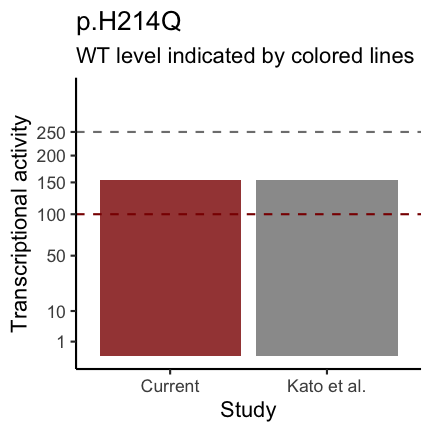 p.H214Q
WT level indicated by colored lines
Transcriptional activity
250
200
150
100
50
10
1
Current
Kato et al.
Study